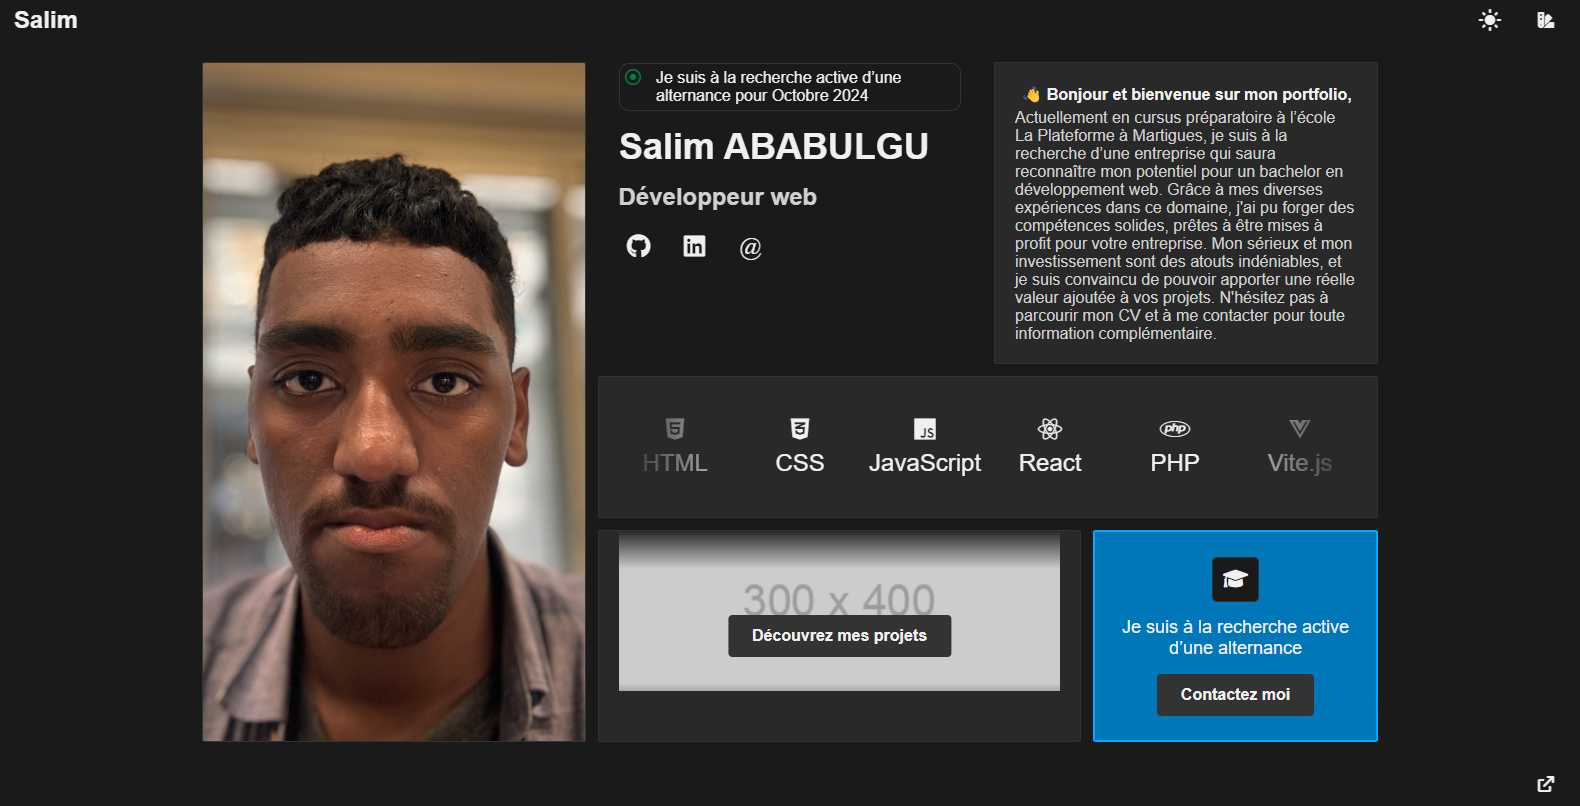 Salim
Je suis à la recherche active d’une
alternance pour Octobre 2024
Salim ABABULGU
Développeur web
in @
👋 Bonjour et bienvenue sur mon portfolio,
Actuellement en cursus préparatoire à l’école
La Plateforme à Martigues, je suis à la
recherche d’une entreprise qui saura
reconnaître mon potentiel pour un bachelor en
développement web. Grâce à mes diverses
expériences dans ce domaine, j'ai pu forger des
compétences solides, prêtes à être mises à
profit pour votre entreprise. Mon sérieux et mon
investissement sont des atouts indéniables, et
je suis convaincu de pouvoir apporter une réelle
valeur ajoutée à vos projets. N'hésitez pas à
parcourir mon CV et à me contacter pour toute
information complémentaire.
5 3 JS php
HTML CSS JavaScript React PHP Vite.js
300 x 400
Découvrez mes projets
Je suis à la recherche active
d’une alternance
Contactez moi